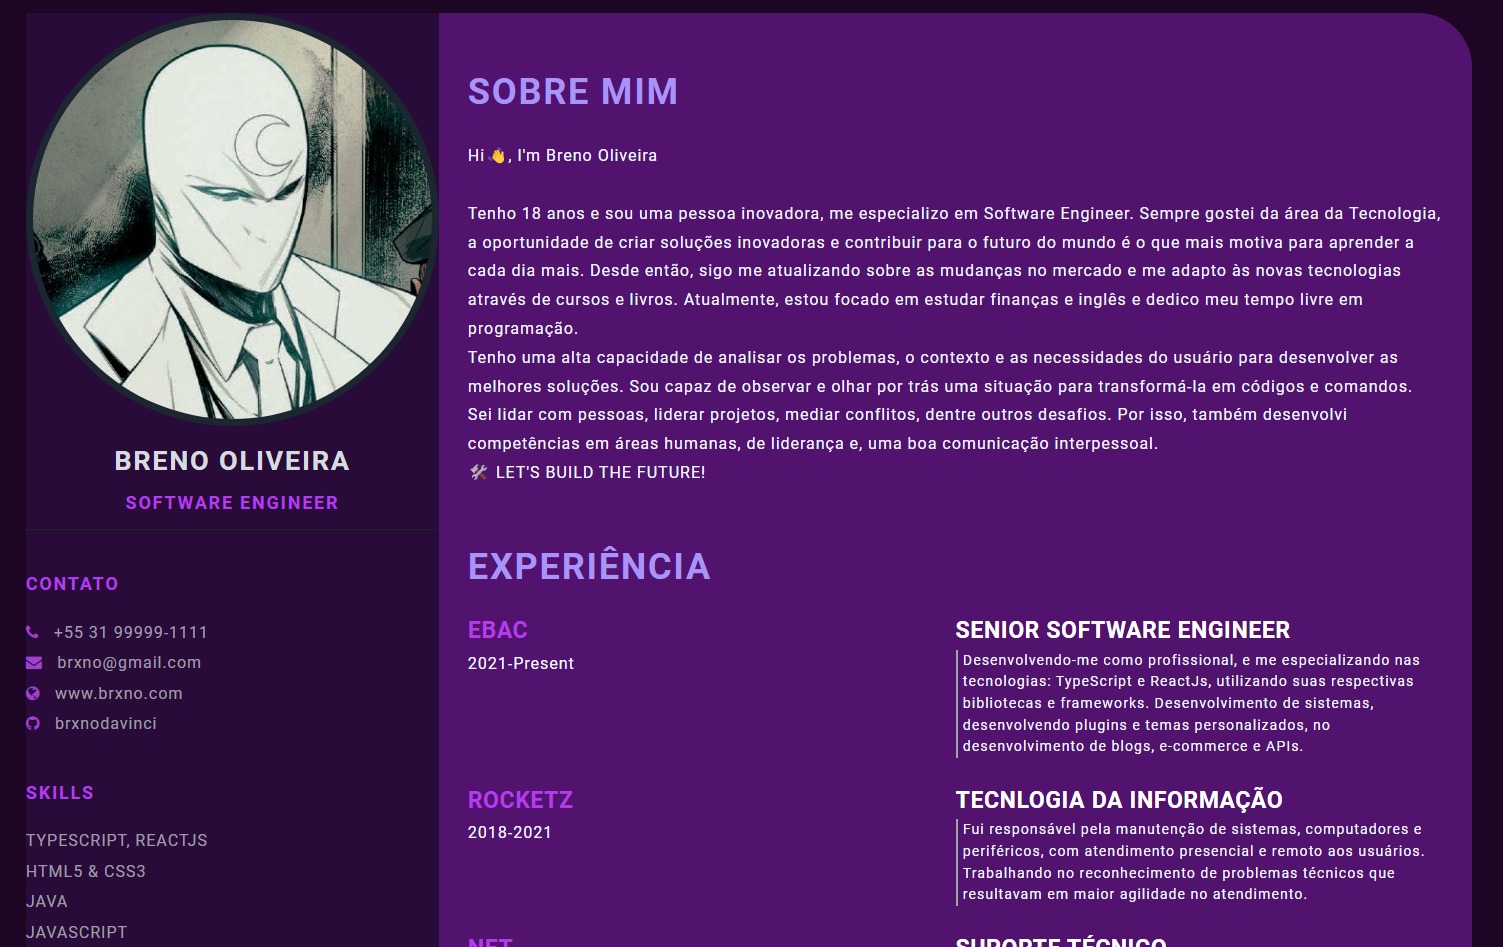 BRENO OLIVEIRA
SOFTWARE ENGINEER
CONTATO
+55 31 99999-1111
brxno@gmail.com
www.brxno.com
brxnodavinci
SKILLS
TYPESCRIPT, REACTJS
HTML5 & CSS3
JAVA
JAVASCRIPT
SOBRE MIM
Hi👋, I'm Breno Oliveira
Tenho 18 anos e sou uma pessoa inovadora, me especializo em Software Engineer. Sempre gostei da área da Tecnologia,
a oportunidade de criar soluções inovadoras e contribuir para o futuro do mundo é o que mais motiva para aprender a
cada dia mais. Desde então, sigo me atualizando sobre as mudanças no mercado e me adapto às novas tecnologias
através de cursos e livros. Atualmente, estou focado em estudar finanças e inglês e dedico meu tempo livre em
programação.
Tenho uma alta capacidade de analisar os problemas, o contexto e as necessidades do usuário para desenvolver as
melhores soluções. Sou capaz de observar e olhar por trás uma situação para transformá-la em códigos e comandos.
Sei lidar com pessoas, liderar projetos, mediar conflitos, dentre outros desafios. Por isso, também desenvolvi
competências em áreas humanas, de liderança e, uma boa comunicação interpessoal.
🛠 LET'S BUILD THE FUTURE!
EXPERIÊNCIA
EBAC
2021-Present
SENIOR SOFTWARE ENGINEER
Desenvolvendo-me como profissional, e me especializando nas
tecnologias: TypeScript e ReactJs, utilizando suas respectivas
bibliotecas e frameworks. Desenvolvimento de sistemas,
desenvolvendo plugins e temas personalizados, no
desenvolvimento de blogs, e-commerce e APIs.
ROCKETZ
2018-2021
TECNLOGIA DA INFORMAÇÃO
Fui responsável pela manutenção de sistemas, computadores e
periféricos, com atendimento presencial e remoto aos usuários.
Trabalhando no reconhecimento de problemas técnicos que
resultavam em maior agilidade no atendimento.
NET
SUPORTE TÉCNICO